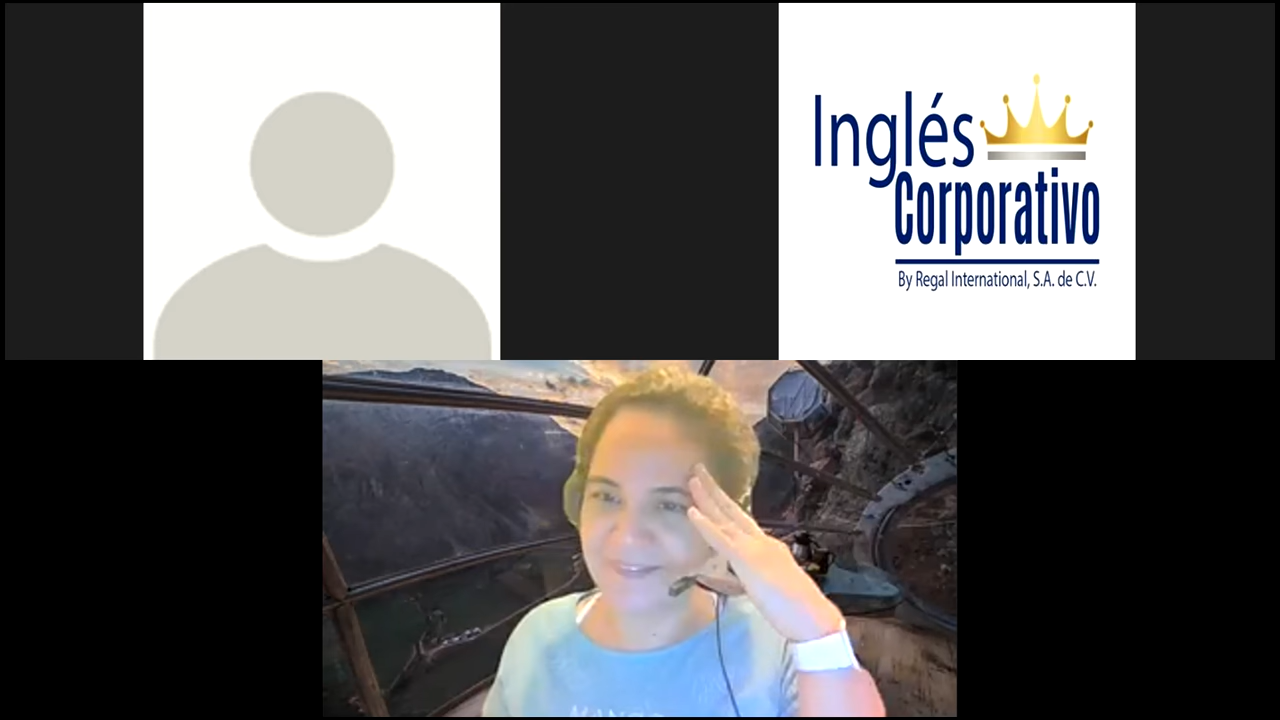 Inglés
Corporativo
By Regal International, S.A. de C.V.